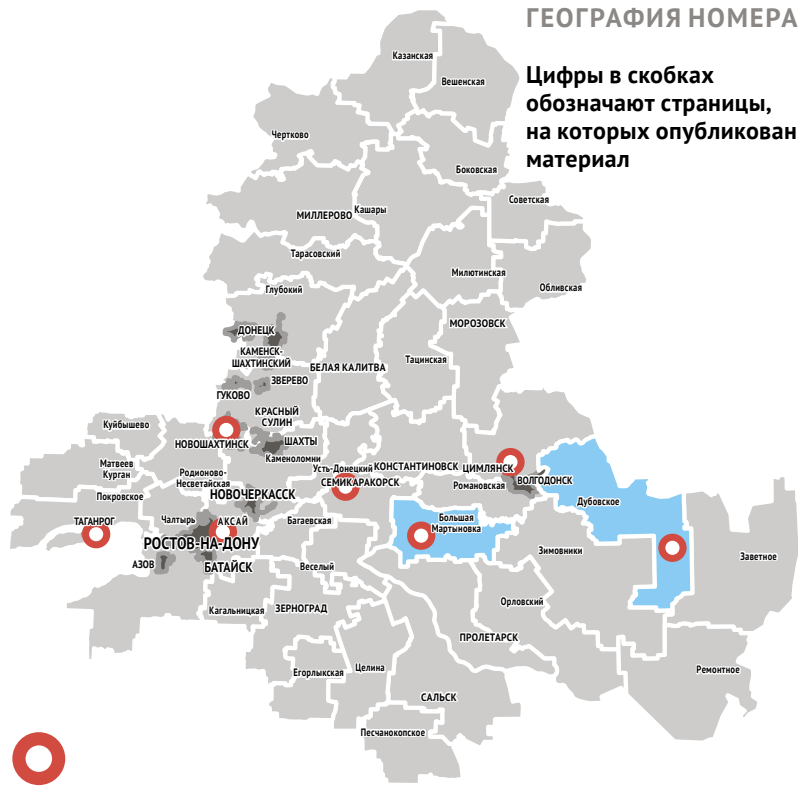 ГЕОГРАФИЯ НОМЕРА
Цифры в скобках
обозначают страницы,
на которых опубликован
материал
Казанская
Вешенская
Чертково
Боковская
Советская
МИЛЛЕРОВО
Кашары
Тарасовский
Милютинская
Обливская
Глубокий
МОРОЗОВСК
ДОНЕЦК
КАМЕНСК-
ШАХТИНСКИЙ
Тацинская
БЕЛАЯ КАЛИТВА
ЗВЕРЕВО
ГУКОВО
КРАСНЫЙ
СУЛИН
Куйбышево
НОВОШАХТИНСК
ШАХТЫ
Каменоломни
Матвеев
Курган
Родионово-
Несветайская
Усть-Донецкий
КОНСТАНТИНОВСК
ЦИМЛЯНСК
СЕМИКАРАКОРСК
Романовская
ВОЛГОДОНСК
Покровское
НОВОЧЕРКАССК
Дубовское
ТАГАНРОГ
Чалтырь
АКСАЙ
Багаевская
Большая
Мартыновка
РОСТОВ-НА-ДОНУ
Зимовники
Заветное
АЗОВ
БАТАЙСК
Веселый
Кагальницкая
ЗЕРНОГРАД
Орловский
ПРОЛЕТАРСК
Егорлыкская
Целина
Ремонтное
САЛЬСК
Песчанокопское